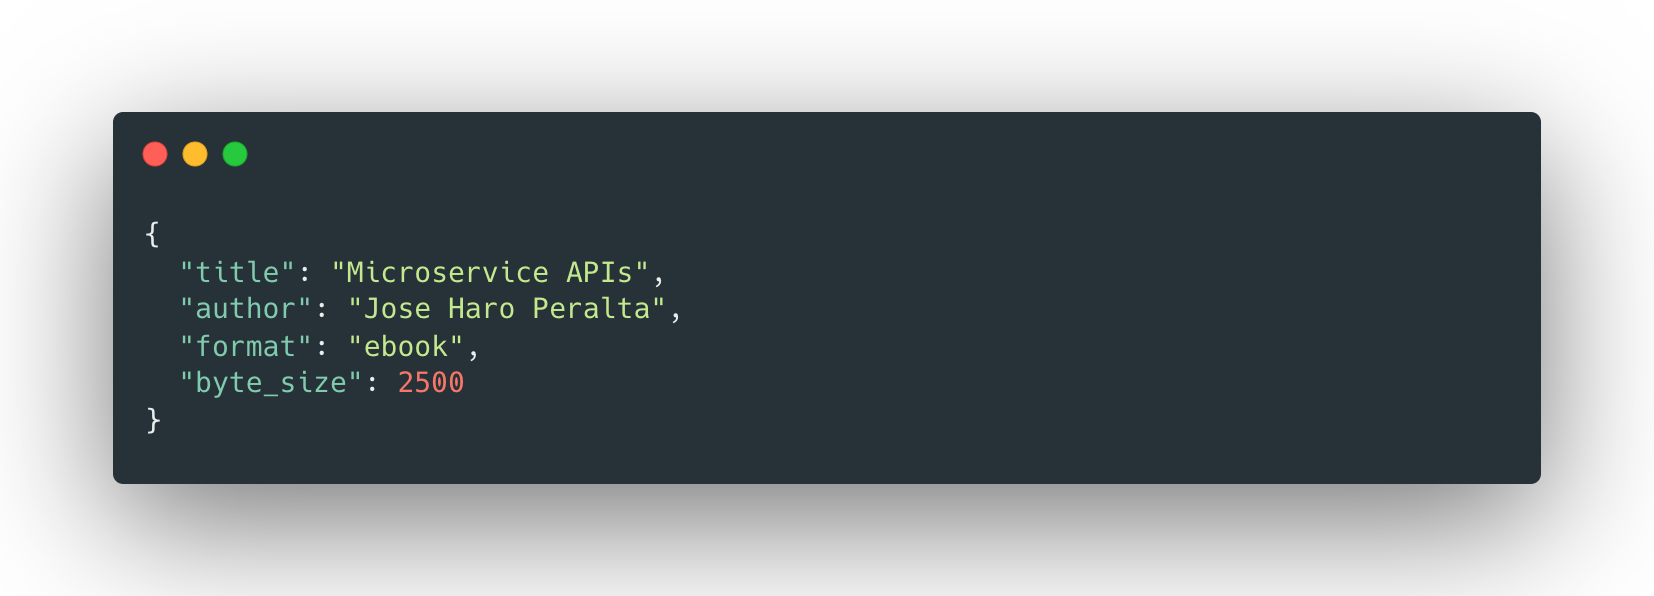 {
  "title": "Microservice APIs",
  "author": "Jose Haro Peralta",
  "format": "ebook",
  "byte_size": 2500
}